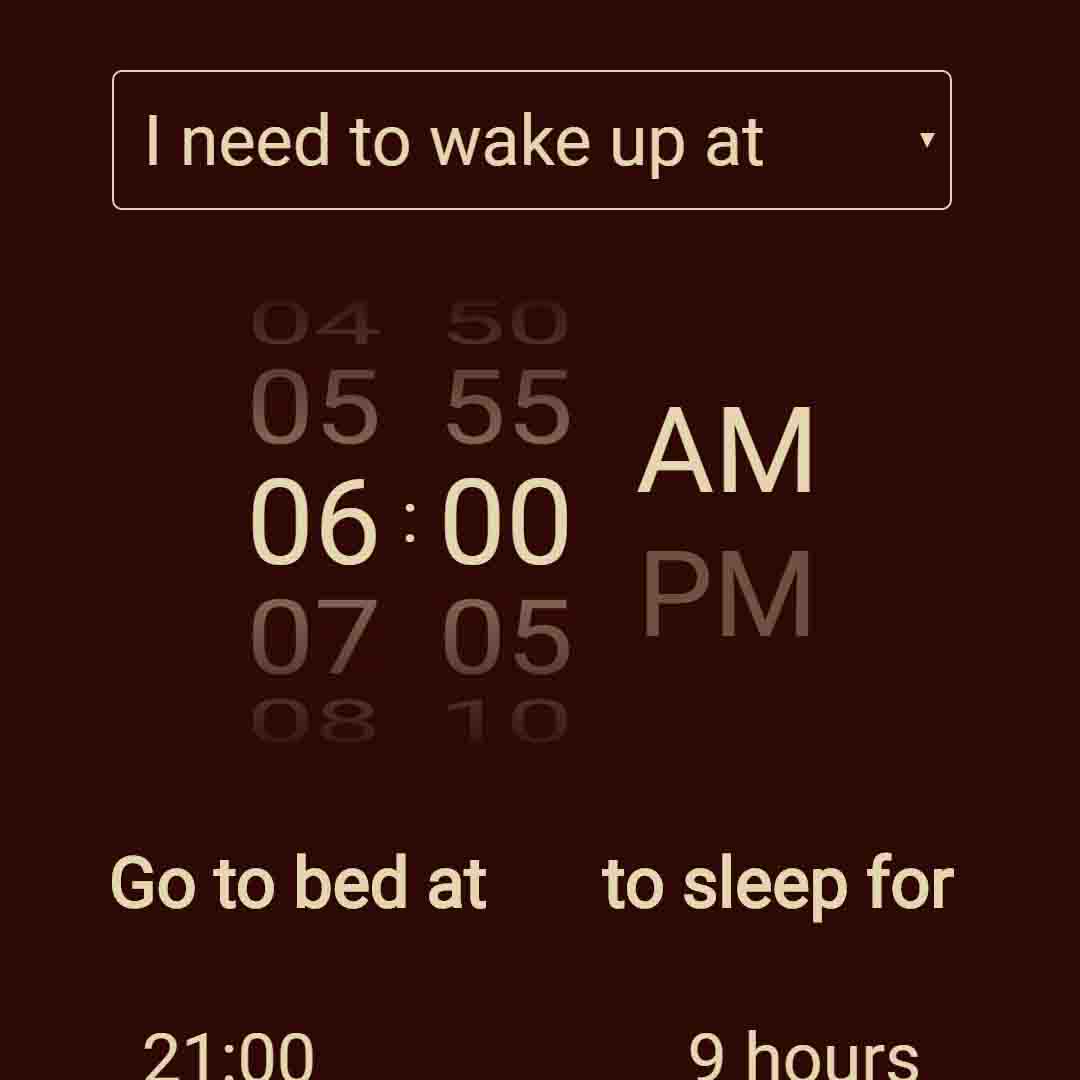 I need to wake up at ▾
04 50
05 55
AM
06 : 00
PM
07 05
08 10
Go to bed at to sleep for
21:00 9 hours